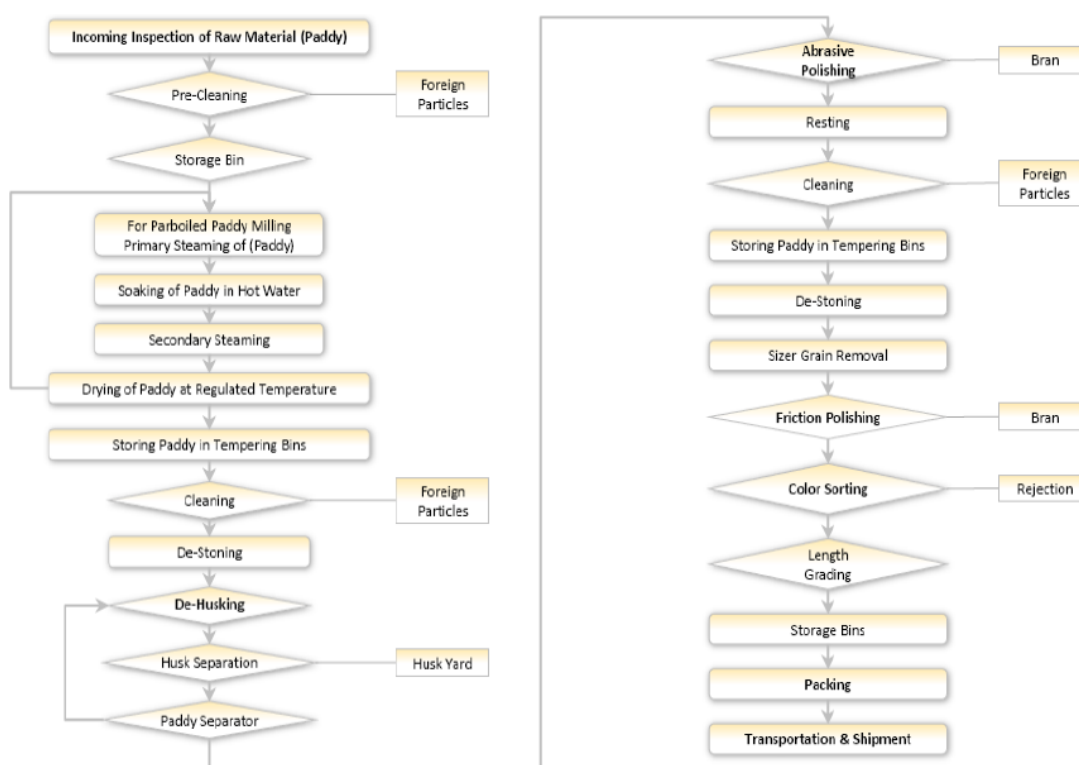 Incoming Inspection of Raw Material (Paddy)
Pre-Cleaning
Foreign
Particles
Storage Bin
For Parboiled Paddy Milling
Primary Steaming of (Paddy)
Soaking of Paddy in Hot Water
Secondary Steaming
Drying of Paddy at Regulated Temperature
Storing Paddy in Tempering Bins
Cleaning
Foreign
Particles
De-Stoning
De-Husking
Husk Separation
Husk Yard
Paddy Separator
Abrasive
Polishing
Bran
Resting
Cleaning
Foreign
Particles
Storing Paddy in Tempering Bins
De-Stoning
Sizer Grain Removal
Friction Polishing
Bran
Color Sorting
Rejection
Length
Grading
Storage Bins
Packing
Transportation & Shipment